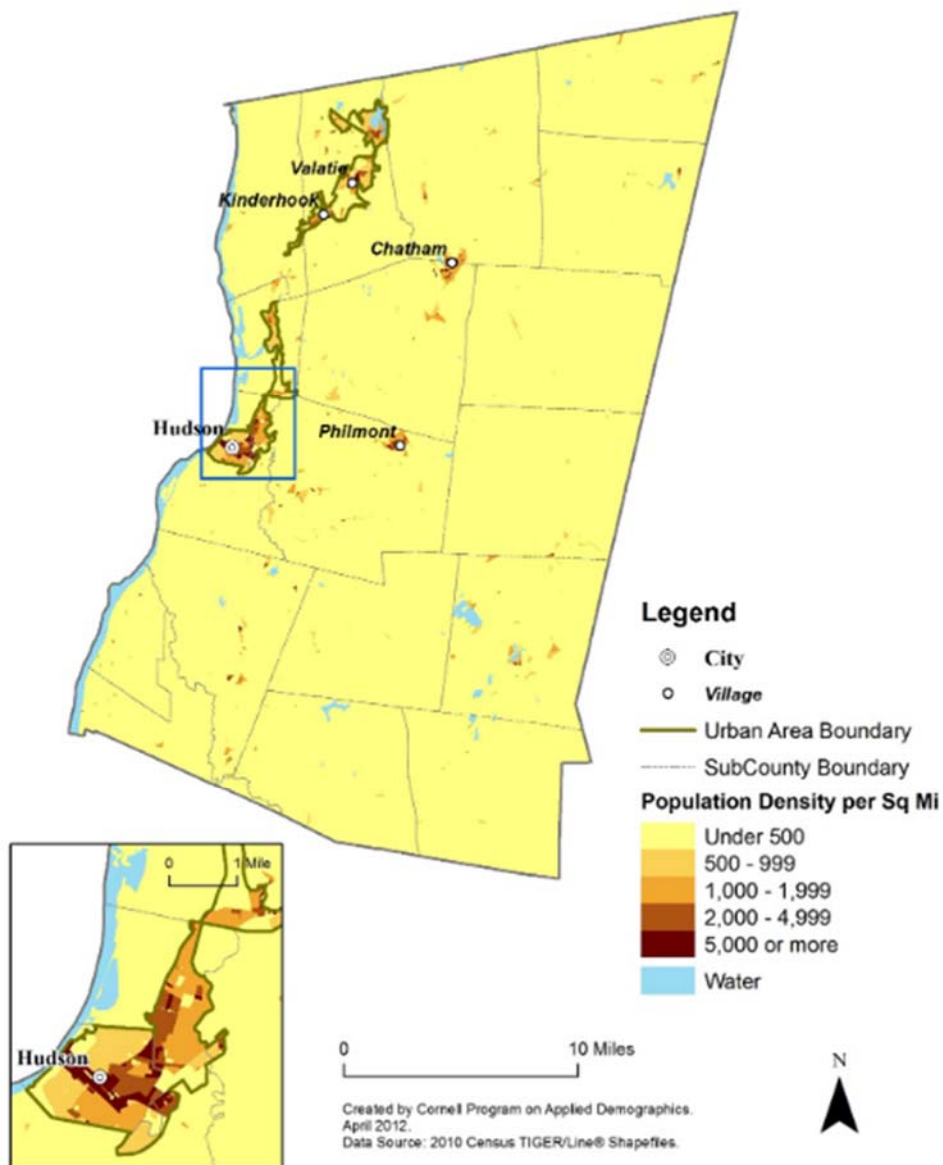 Valatie
Kinderhook
Chatham
Hudson
Philmont
Legend
City
Village
Urban Area Boundary
SubCounty Boundary
Population Density per Sq Mi
Under 500
500 - 999
1,000 - 1,999
2,000 - 4,999
5,000 or more
Water
0 1 Mile
Hudson
0 10 Miles
N
Created by Cornell Program on Applied Demographics.
April 2012.
Data Source: 2010 Census TIGER/Line® Shapefiles.